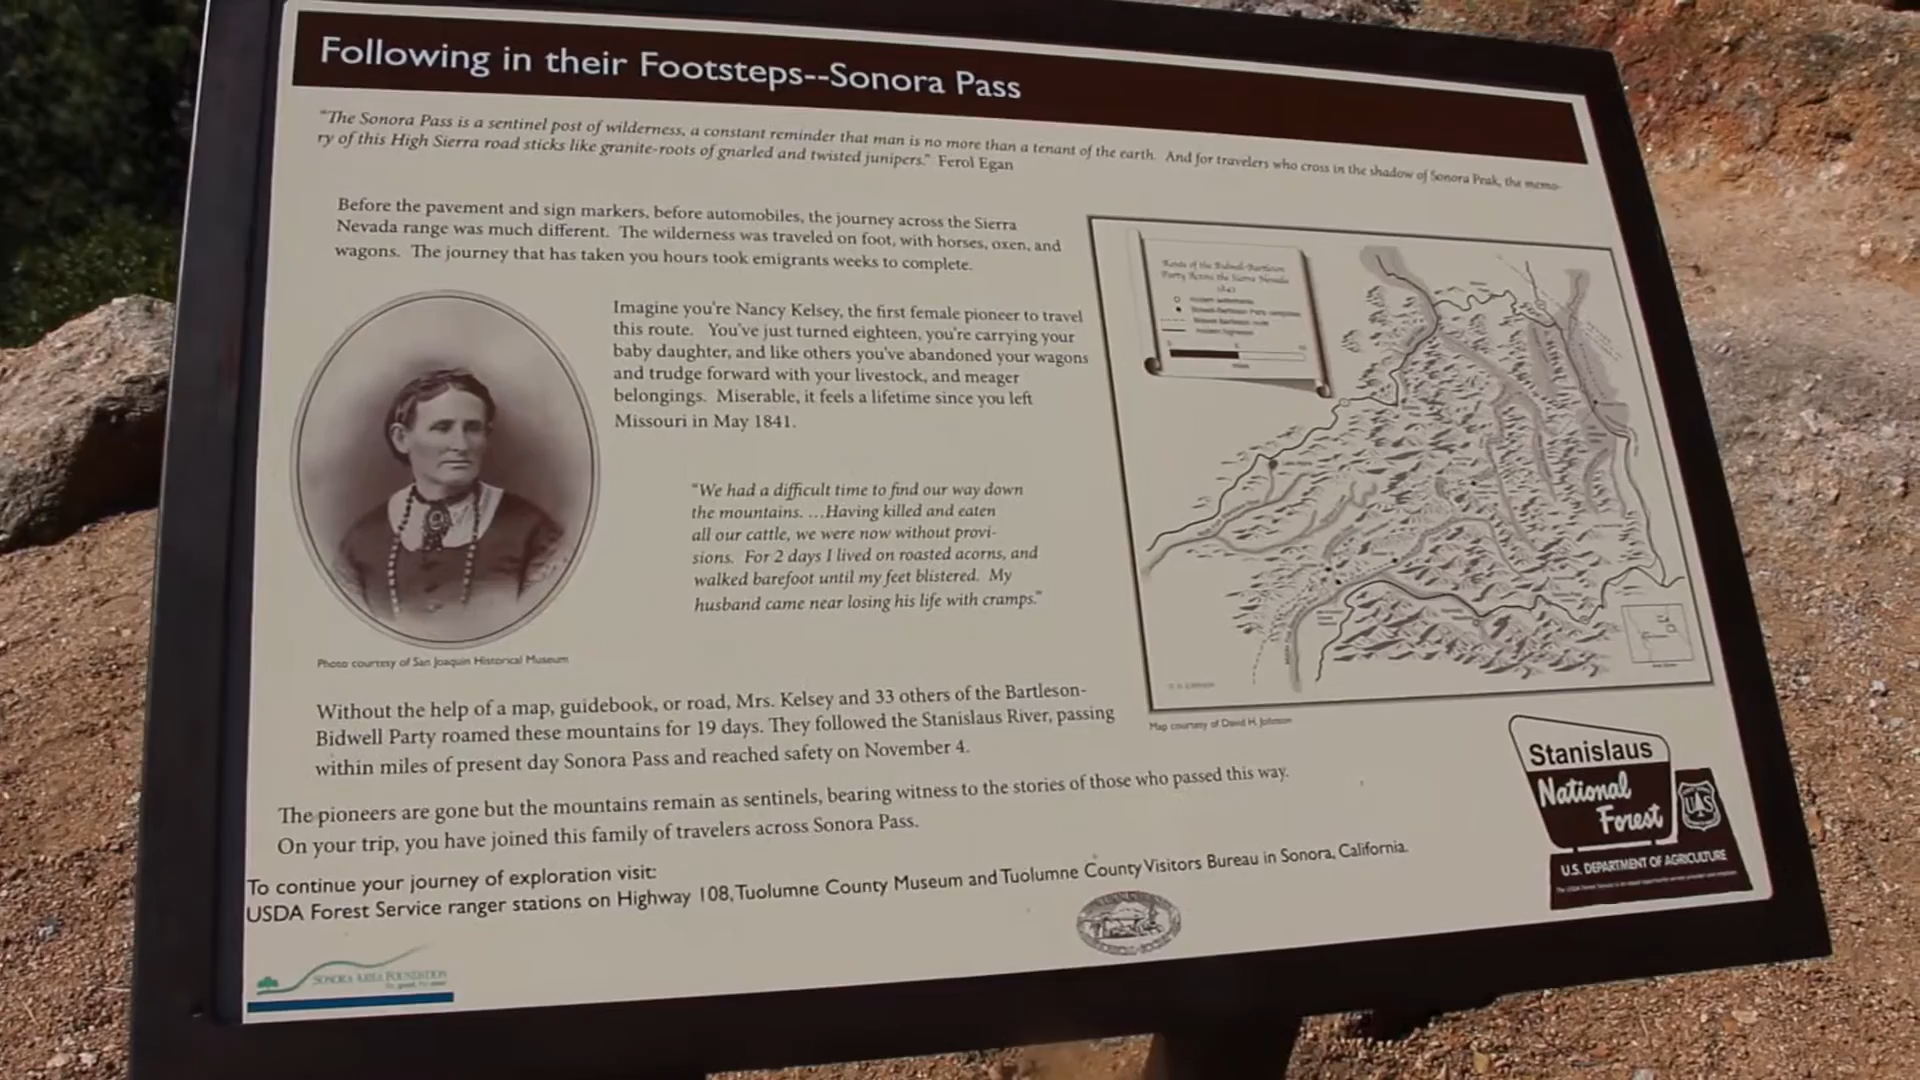 Following in their Footsteps--Sonora Pass
"The Sonora Pass is a sentinel post of wilderness, a constant reminder that man is no more than a tenant of the earth. And for travelers who cross in the shadow of Sonora Peak, the memo-
ry of this High Sierra road sticks like granite-roots of gnarled and twisted junipers." Ferol Egan
Before the pavement and sign markers, before automobiles, the journey across the Sierra
Nevada range was much different. The wilderness was traveled on foot, with horses, oxen, and
wagons. The journey that has taken you hours took emigrants weeks to complete.
Imagine you're Nancy Kelsey, the first female pioneer to travel
this route. You've just turned eighteen, you're carrying your
baby daughter, and like others you've abandoned your wagons
and trudge forward with your livestock, and meager
belongings. Miserable, it feels a lifetime since you left
Missouri in May 1841.
"We had a difficult time to find our way down
the mountains. ...Having killed and eaten
all our cattle, we were now without provi-
sions. For 2 days I lived on roasted acorns, and
walked barefoot until my feet blistered. My
husband came near losing his life with cramps."
Photo courtesy of San Joaquin Historical Museum
Without the help of a map, guidebook, or road, Mrs. Kelsey and 33 others of the Bartleson-
Bidwell Party roamed these mountains for 19 days. They followed the Stanislaus River, passing
within miles of present day Sonora Pass and reached safety on November 4.
The pioneers are gone but the mountains remain as sentinels, bearing witness to the stories of those who passed this way.
On your trip, you have joined this family of travelers across Sonora Pass.
To continue your journey of exploration visit:
USDA Forest Service ranger stations on Highway 108, Tuolumne County Museum and Tuolumne County Visitors Bureau in Sonora, California.
Route of the Bidwell-Bartleson
Party Across the Sierra Nevada
1841
Map courtesy of David H. Johnson
Stanislaus
National
Forest
UAS
U.S. DEPARTMENT OF AGRICULTURE
SONORA AREA FOUNDATION